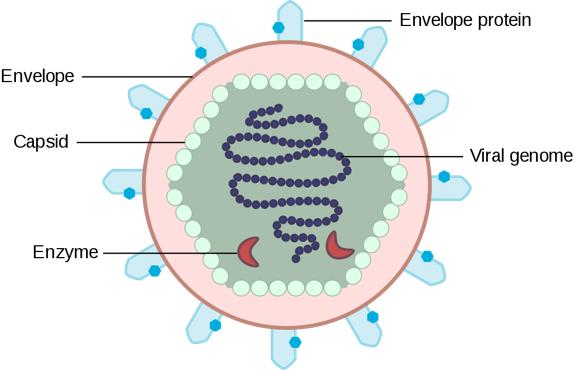 Envelope protein
Envelope
Capsid
Viral genome
Enzyme